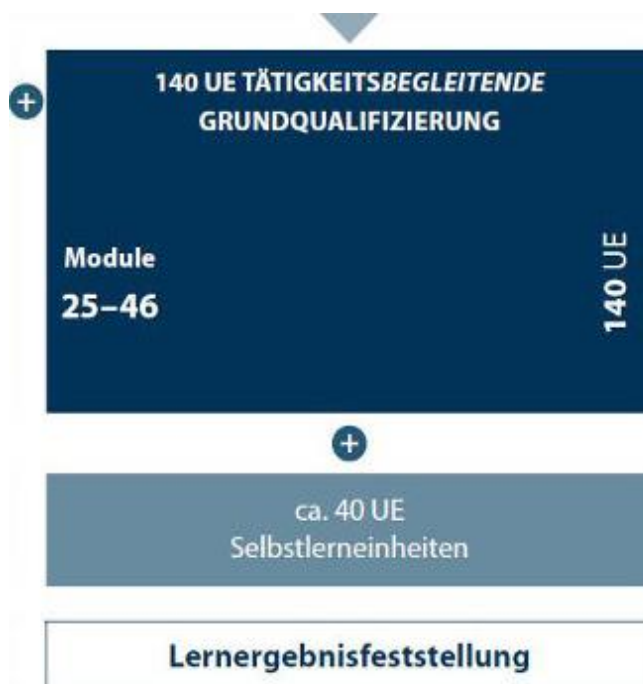 140 UE TÄTIGKEITSBEGLEITENDE
GRUNDQUALIFIZIERUNG
Module
25–46
140 UE
ca. 40 UE
Selbstlerneinheiten
Lernergebnisfeststellung